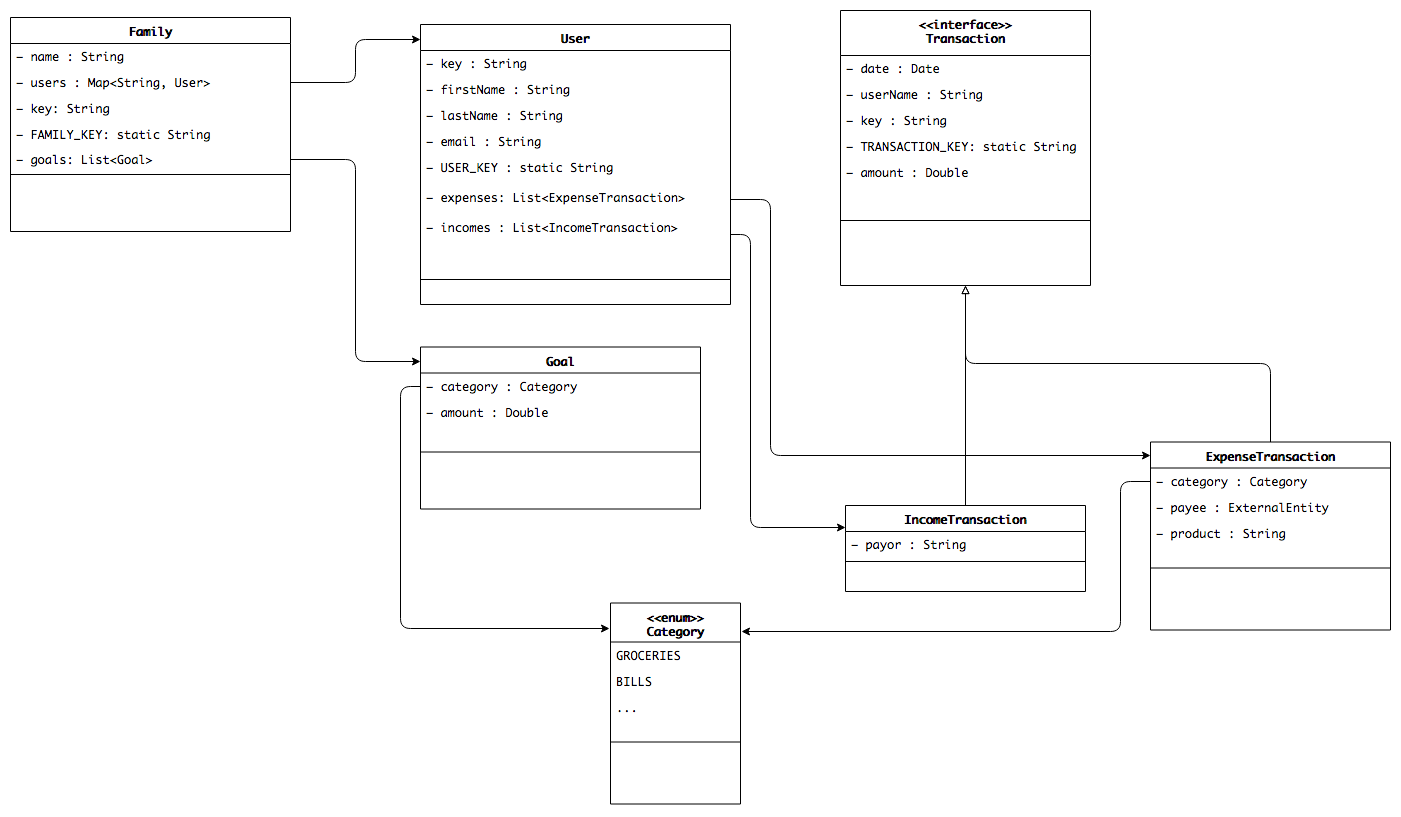 Family
– name : String
– users : Map<String, User>
– key: String
– FAMILY_KEY: static String
– goals: List<Goal>
User
– key : String
– firstName : String
– lastName : String
– email : String
– USER_KEY : static String
– expenses: List<ExpenseTransaction>
– incomes : List<IncomeTransaction>
<<interface>>
Transaction
– date : Date
– userName : String
– key : String
– TRANSACTION_KEY: static String
– amount : Double
Goal
– category : Category
– amount : Double
ExpenseTransaction
– category : Category
– payee : ExternalEntity
– product : String
IncomeTransaction
– payor : String
<<enum>>
Category
GROCERIES
BILLS
...